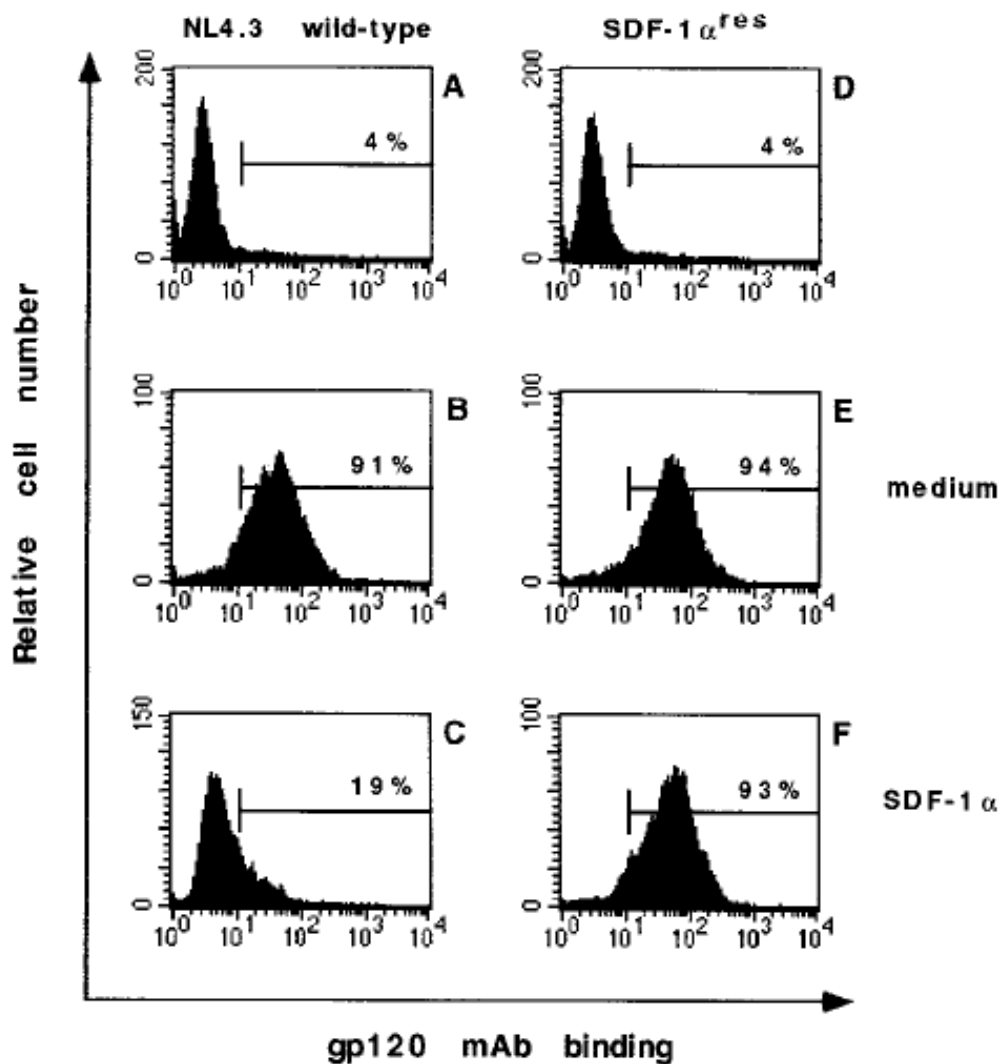 NL4.3 wild-type
SDF-1α^res
200
A
4%
0
10^0 10^1 10^2 10^3 10^4
200
D
4%
0
10^0 10^1 10^2 10^3 10^4
100
B
91%
0
10^0 10^1 10^2 10^3 10^4
100
E
94%
0
10^0 10^1 10^2 10^3 10^4
medium
150
C
19%
0
10^0 10^1 10^2 10^3 10^4
100
F
93%
0
10^0 10^1 10^2 10^3 10^4
SDF-1α
Relative cell number
gp120 mAb binding